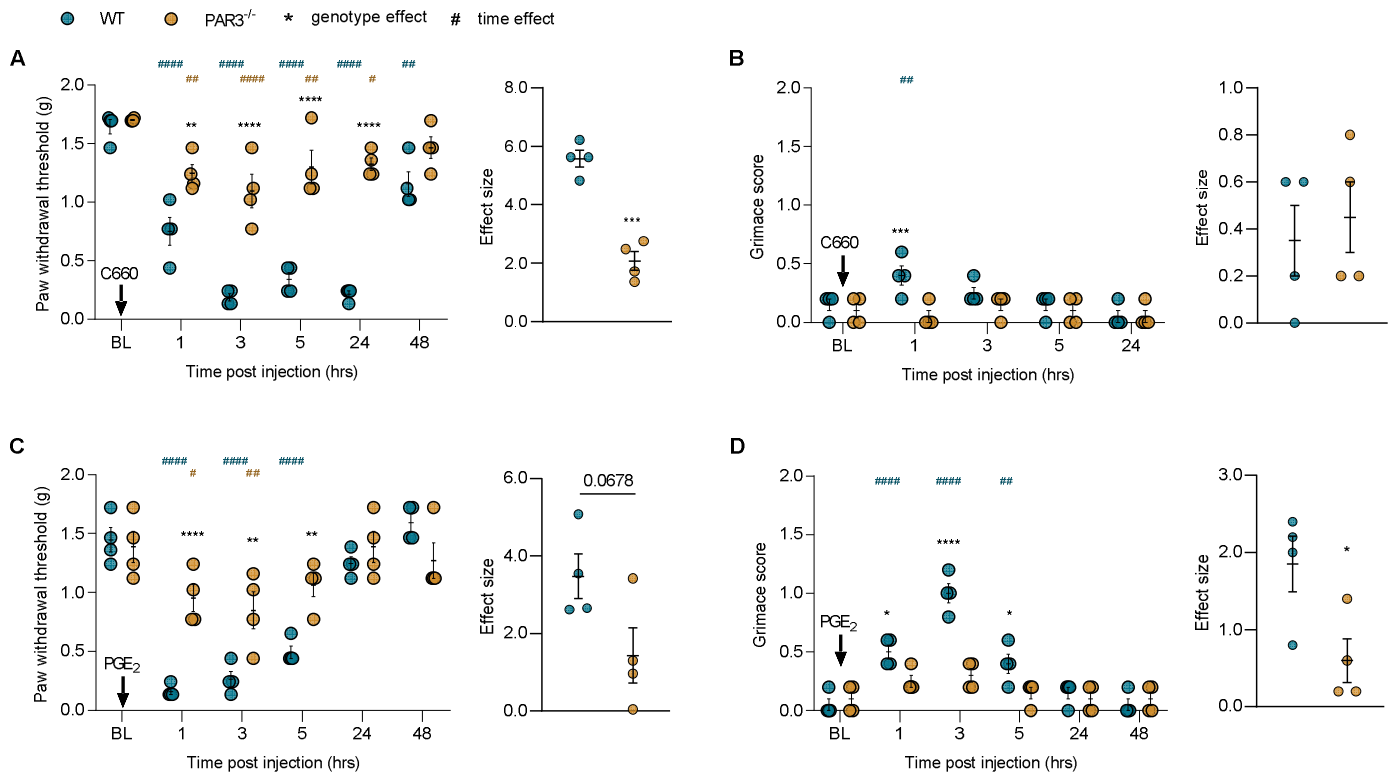 WT PAR3-/- * genotype effect # time effect
A
#### #### #### #### ##
## #### ## #
** **** **** ****
Paw withdrawal threshold (g)
2.0
1.5
1.0
0.5
0.0
C660
BL 1 3 5 24 48
Time post injection (hrs)
Effect size
8.0
6.0
4.0
2.0
0.0
***
B
##
***
Grimace score
2.0
1.5
1.0
0.5
0.0
C660
BL 1 3 5 24
Time post injection (hrs)
Effect size
1.0
0.8
0.6
0.4
0.2
0.0
C
#### #### ####
# ##
**** ** **
Paw withdrawal threshold (g)
2.0
1.5
1.0
0.5
0.0
PGE2
BL 1 3 5 24 48
Time post injection (hrs)
Effect size
6.0
4.0
2.0
0.0
0.0678
D
#### #### ##
* **** *
Grimace score
2.0
1.5
1.0
0.5
0.0
PGE2
BL 1 3 5 24 48
Time post injection (hrs)
Effect size
3.0
2.0
1.0
0.0
*